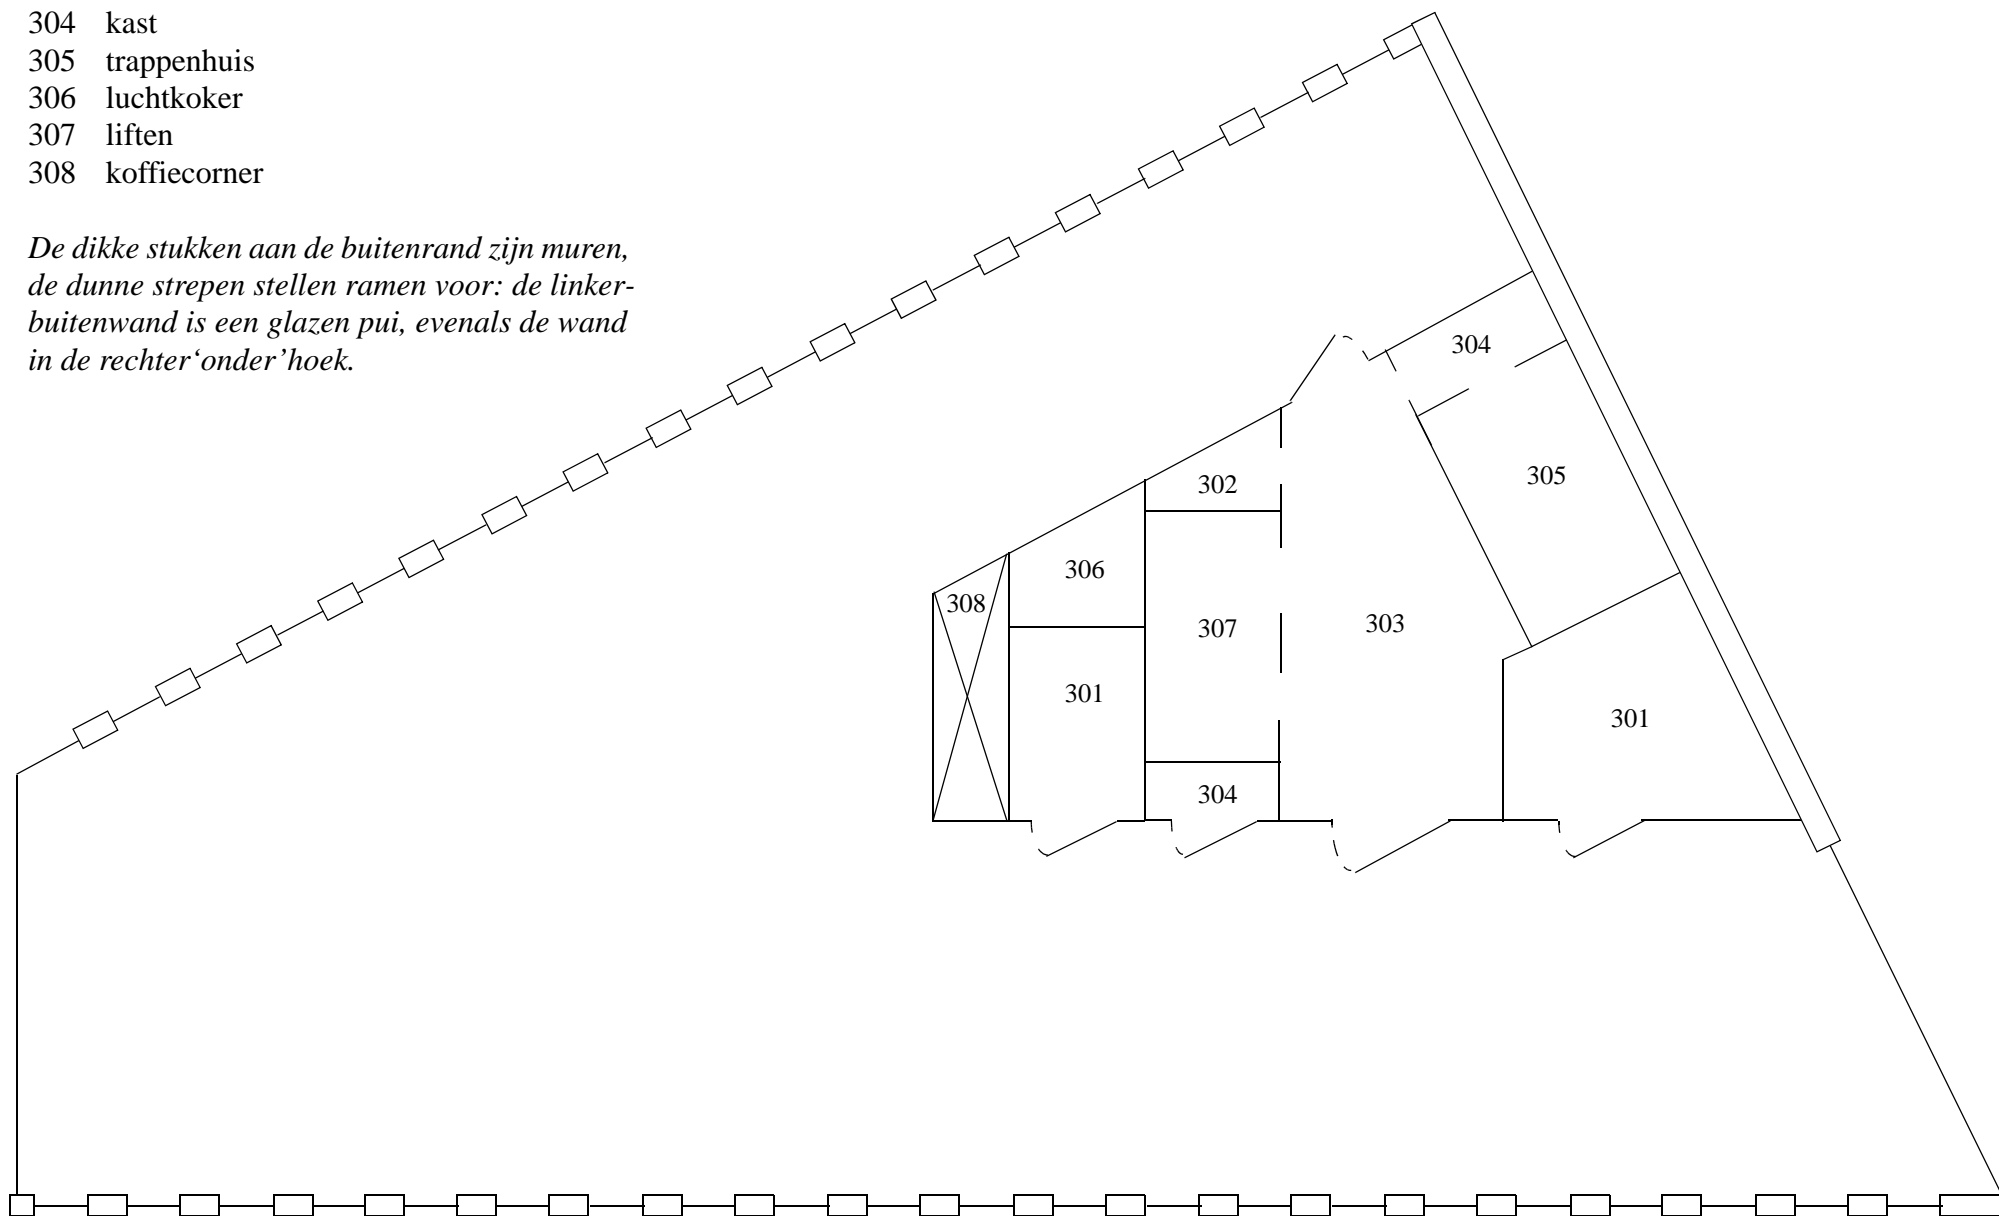 304 kast
305 trappenhuis
306 luchtkoker
307 liften
308 koffiecorner
De dikke stukken aan de buitenrand zijn muren,
de dunne strepen stellen ramen voor: de linker-
buitenwand is een glazen pui, evenals de wand
in de rechter‘onder’hoek.
304
305
302
306
308
307
303
301
301
304